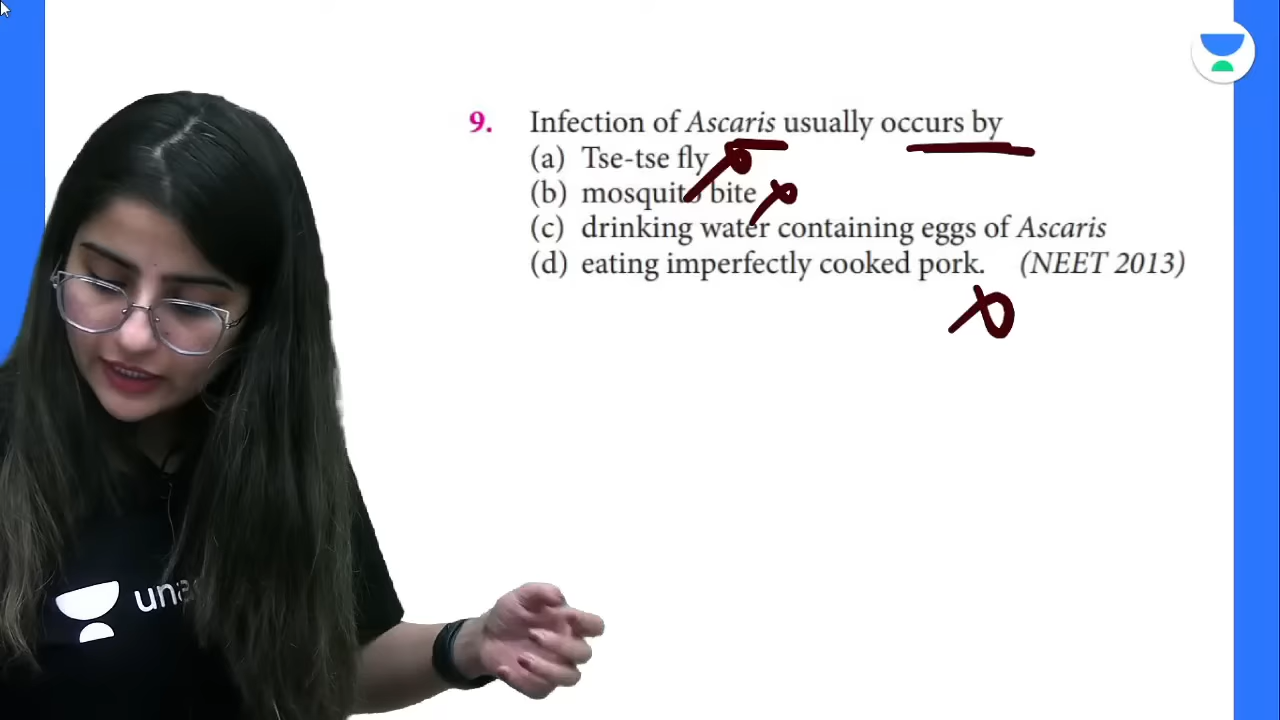 9. Infection of Ascaris usually occurs by
(a) Tse-tse fly
(b) mosquito bite
(c) drinking water containing eggs of Ascaris
(d) eating imperfectly cooked pork. (NEET 2013)
una